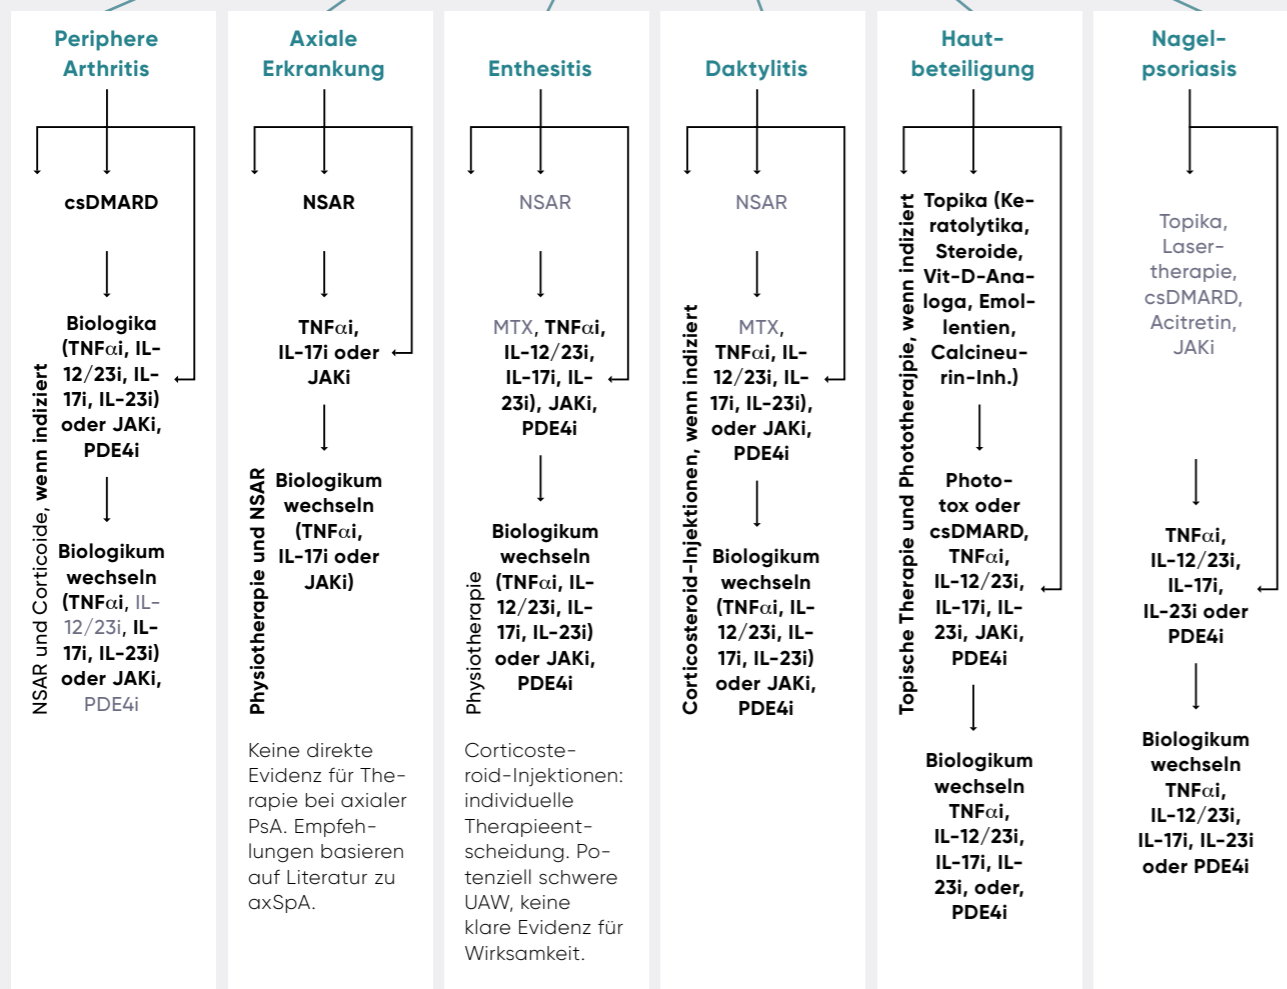 Periphere
Arthritis
csDMARD
Biologika
(TNFαi, IL-
12/23i, IL-
17i, IL-23i)
oder JAKi,
PDE4i
Biologikum
wechseln
(TNFαi, IL-
12/23i, IL-
17i, IL-23i)
oder JAKi,
PDE4i
NSAR und Corticoide, wenn indiziert
Axiale
Erkrankung
NSAR
TNFαi,
IL-17i oder
JAKi
Biologikum
wechseln
(TNFαi,
IL-17i oder
JAKi)
Physiotherapie und NSAR
Keine direkte
Evidenz für The-
rapie bei axialer
PsA. Empfeh-
lungen basieren
auf Literatur zu
axSpA.
Enthesitis
NSAR
MTX, TNFαi,
IL-12/23i,
IL-17i, IL-
23i), JAKi,
PDE4i
Biologikum
wechseln
(TNFαi, IL-
12/23i, IL-
17i, IL-23i)
oder JAKi,
PDE4i
Physiotherapie
Corticoste-
roid-Injektionen:
individuelle
Therapieent-
scheidung. Po-
tenziell schwere
UAW, keine
klare Evidenz für
Wirksamkeit.
Daktylitis
NSAR
MTX,
TNFαi, IL-
12/23i, IL-
17i, IL-23i),
oder JAKi,
PDE4i
Biologikum
wechseln
(TNFαi, IL-
12/23i, IL-
17i, IL-23i)
oder JAKi,
PDE4i
Corticosteroid-Injektionen, wenn indiziert
Haut-
beteiligung
Topika (Ke-
ratolytika,
Steroide,
Vit-D-Ana-
loga, Emol-
lentien,
Calcineu-
rin-Inh.)
Photo-
tox oder
csDMARD,
TNFαi,
IL-12/23i,
IL-17i, IL-
23i, JAKi,
PDE4i
Biologikum
wechseln
TNFαi,
IL-12/23i,
IL-17i, IL-
23i, oder,
PDE4i
Topische Therapie und Phototherajpie, wenn indiziert
Nagel-
psoriasis
Topika,
Laser-
therapie,
csDMARD,
Acitretin,
JAKi
TNFαi,
IL-12/23i,
IL-17i,
IL-23i oder
PDE4i
Biologikum
wechseln
TNFαi,
IL-12/23i,
IL-17i, IL-23i
oder PDE4i